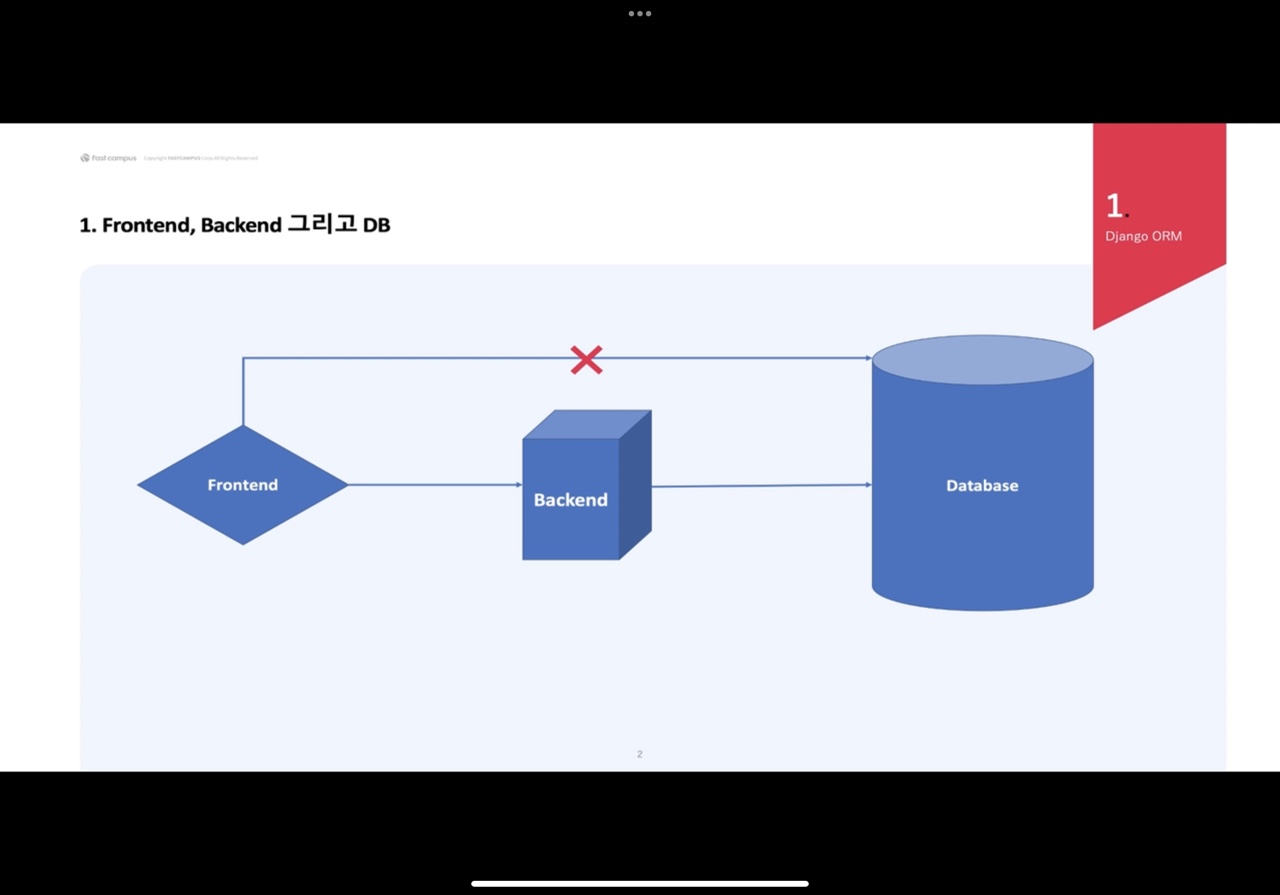 Fast campus Copyright FASTCAMPUS Corp. All Rights Reserved
1. Frontend, Backend 그리고 DB
1.
Django ORM
Frontend
Backend
Database
2